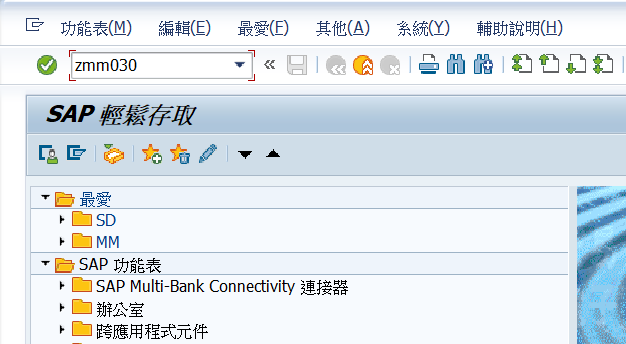 功能表(M) 編輯(E) 最愛(F) 其他(A) 系統(Y) 輔助說明(H)
zmm030
SAP 輕鬆存取
最愛
SD
MM
SAP 功能表
SAP Multi-Bank Connectivity 連接器
辦公室
跨應用程式元件